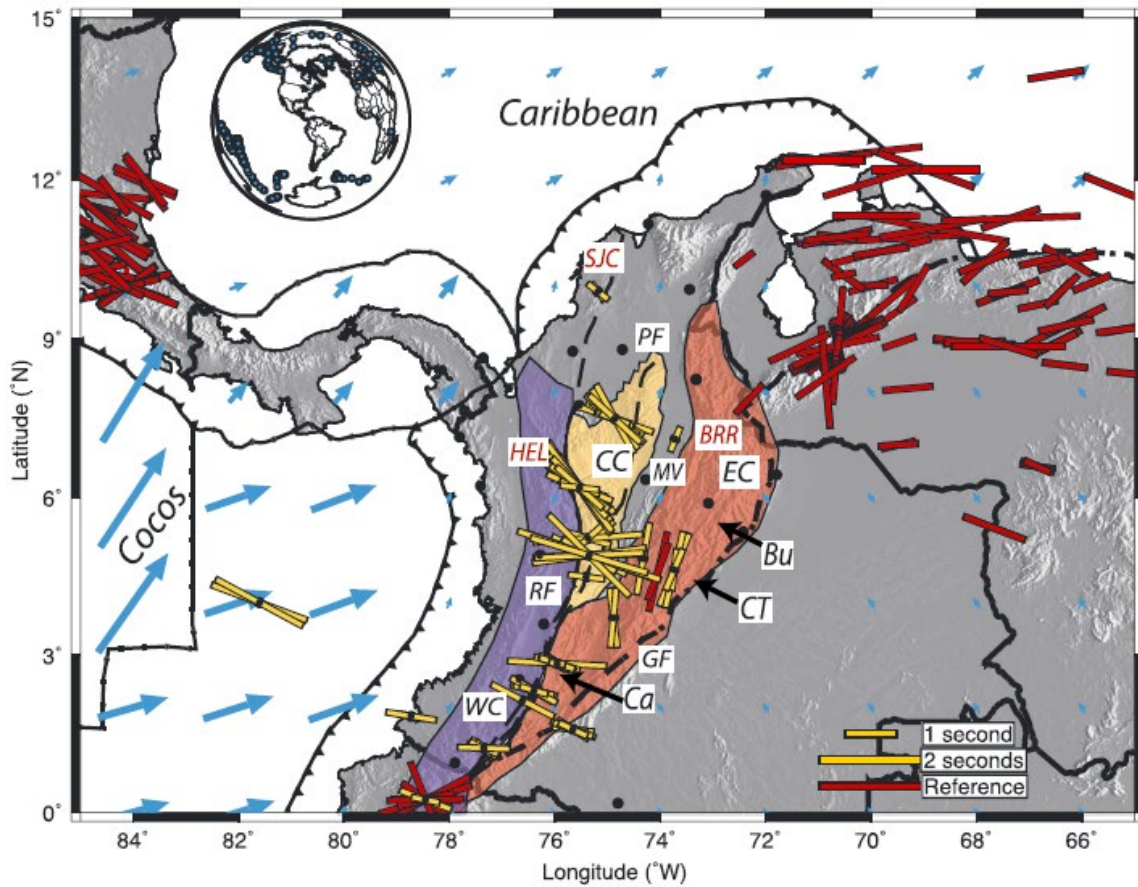 15˚
12˚
9˚
6˚
3˚
0˚
Latitude (˚N)
84˚
82˚
80˚
78˚
76˚
74˚
72˚
70˚
68˚
66˚
Longitude (˚W)
Caribbean
Cocos
SJC
PF
HEL
BRR
CC
MV
EC
Bu
RF
CT
GF
WC
Ca
1 second
2 seconds
Reference